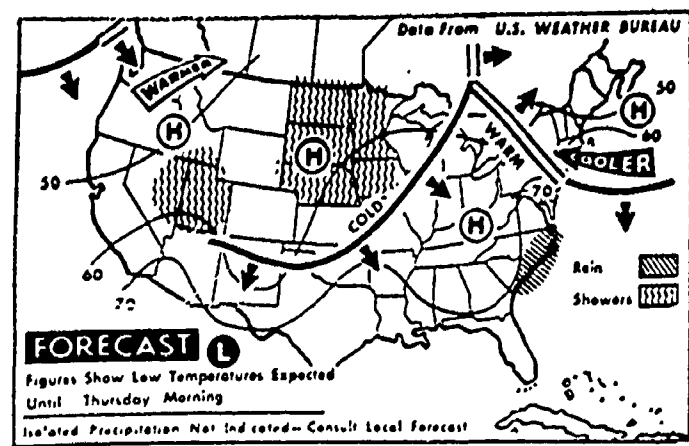 Data From U.S. WEATHER BUREAU
WARMER
H
50
H
60
H
WARM
COOLER
50
COLD
70
H
60
70
Rain
Showers
FORECAST L
Figures Show Low Temperatures Expected
Until Thursday Morning
Isolated Precipitation Not Indicated—Consult Local Forecast